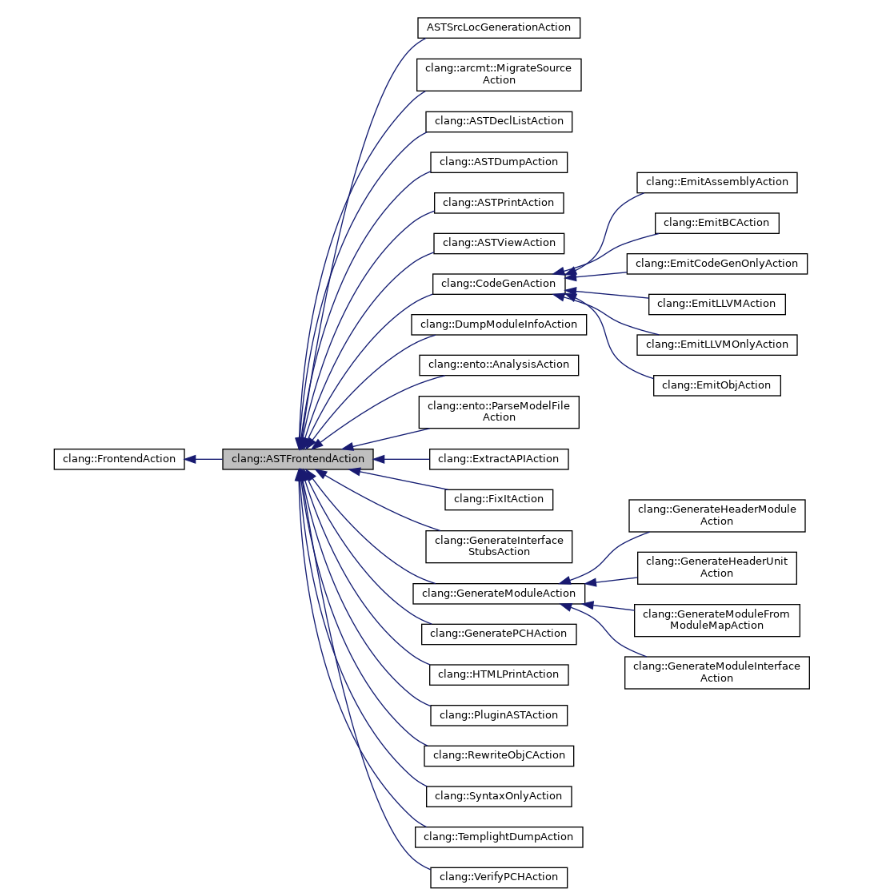 ASTSrcLocGenerationAction
clang::arcmt::MigrateSource
Action
clang::ASTDeclListAction
clang::ASTDumpAction
clang::ASTPrintAction
clang::ASTViewAction
clang::CodeGenAction
clang::DumpModuleInfoAction
clang::ento::AnalysisAction
clang::ento::ParseModelFile
Action
clang::FrontendAction
clang::ASTFrontendAction
clang::ExtractAPIAction
clang::FixItAction
clang::GenerateInterface
StubsAction
clang::GenerateModuleAction
clang::GeneratePCHAction
clang::HTMLPrintAction
clang::PluginASTAction
clang::RewriteObjCAction
clang::SyntaxOnlyAction
clang::TemplightDumpAction
clang::VerifyPCHAction
clang::EmitAssemblyAction
clang::EmitBCAction
clang::EmitCodeGenOnlyAction
clang::EmitLLVMAction
clang::EmitLLVMOnlyAction
clang::EmitObjAction
clang::GenerateHeaderModule
Action
clang::GenerateHeaderUnit
Action
clang::GenerateModuleFrom
ModuleMapAction
clang::GenerateModuleInterface
Action